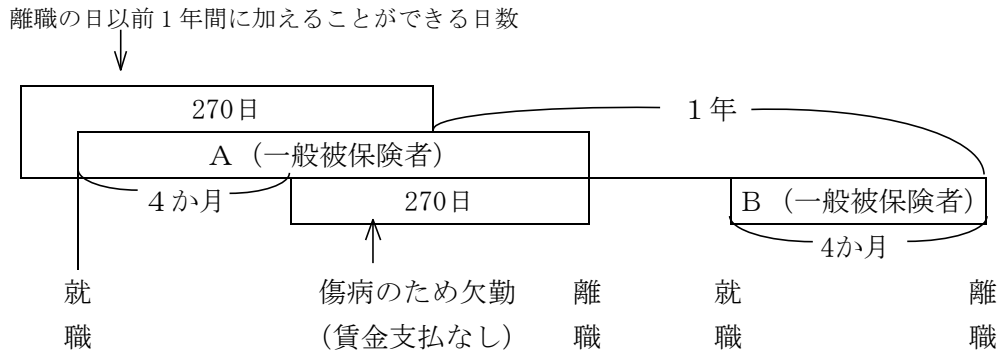 離職の日以前１年間に加えることができる日数
270日
１年
Ａ（一般被保険者）
４か月
270日
Ｂ（一般被保険者）
4か月
就職
傷病のため欠勤
（賃金支払なし）
離職
就職
離職